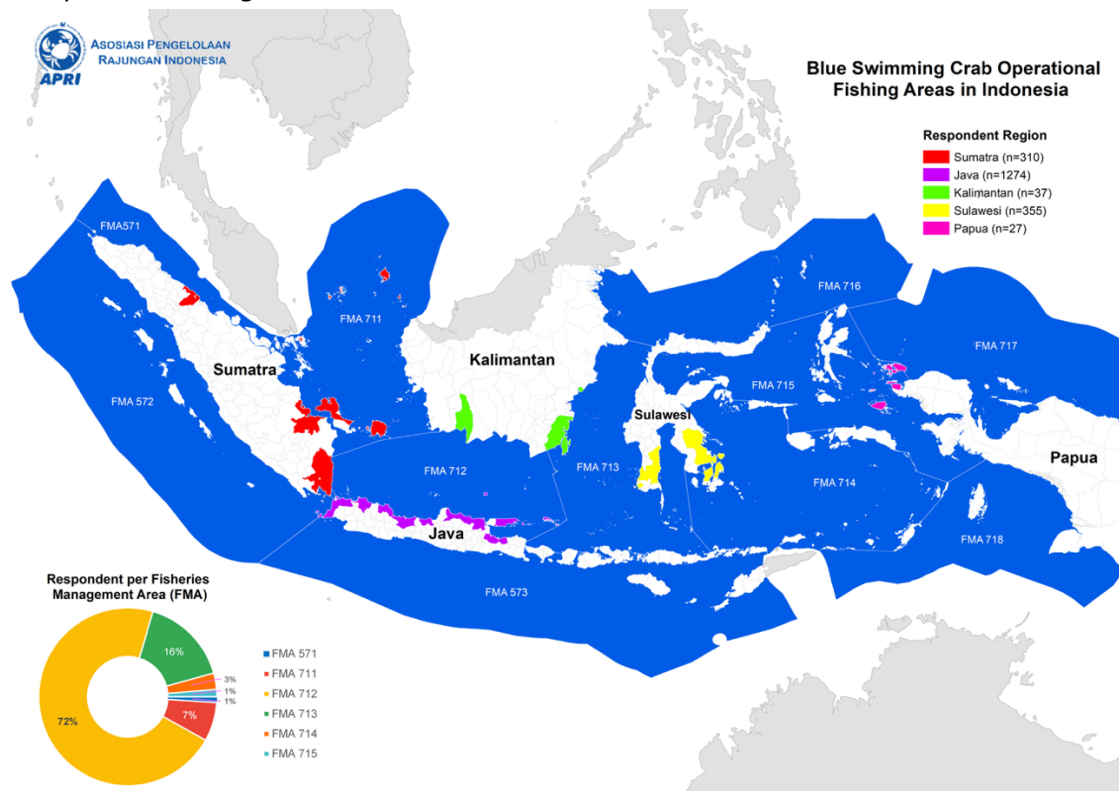 ASOSIASI PENGELOLAAN
RAJUNGAN INDONESIA
APRI
Blue Swimming Crab Operational
Fishing Areas in Indonesia
Respondent Region
Sumatra (n=310)
Java (n=1274)
Kalimantan (n=37)
Sulawesi (n=355)
Papua (n=27)
FMA571
FMA 716
FMA 711
FMA 717
Kalimantan
Sumatra
FMA 715
FMA 572
Sulawesi
Papua
FMA 712
FMA 713
FMA 714
Java
FMA 718
FMA 573
Respondent per Fisheries
Management Area (FMA)
16%
3%
1%
1%
7%
72%
FMA 571
FMA 711
FMA 712
FMA 713
FMA 714
FMA 715